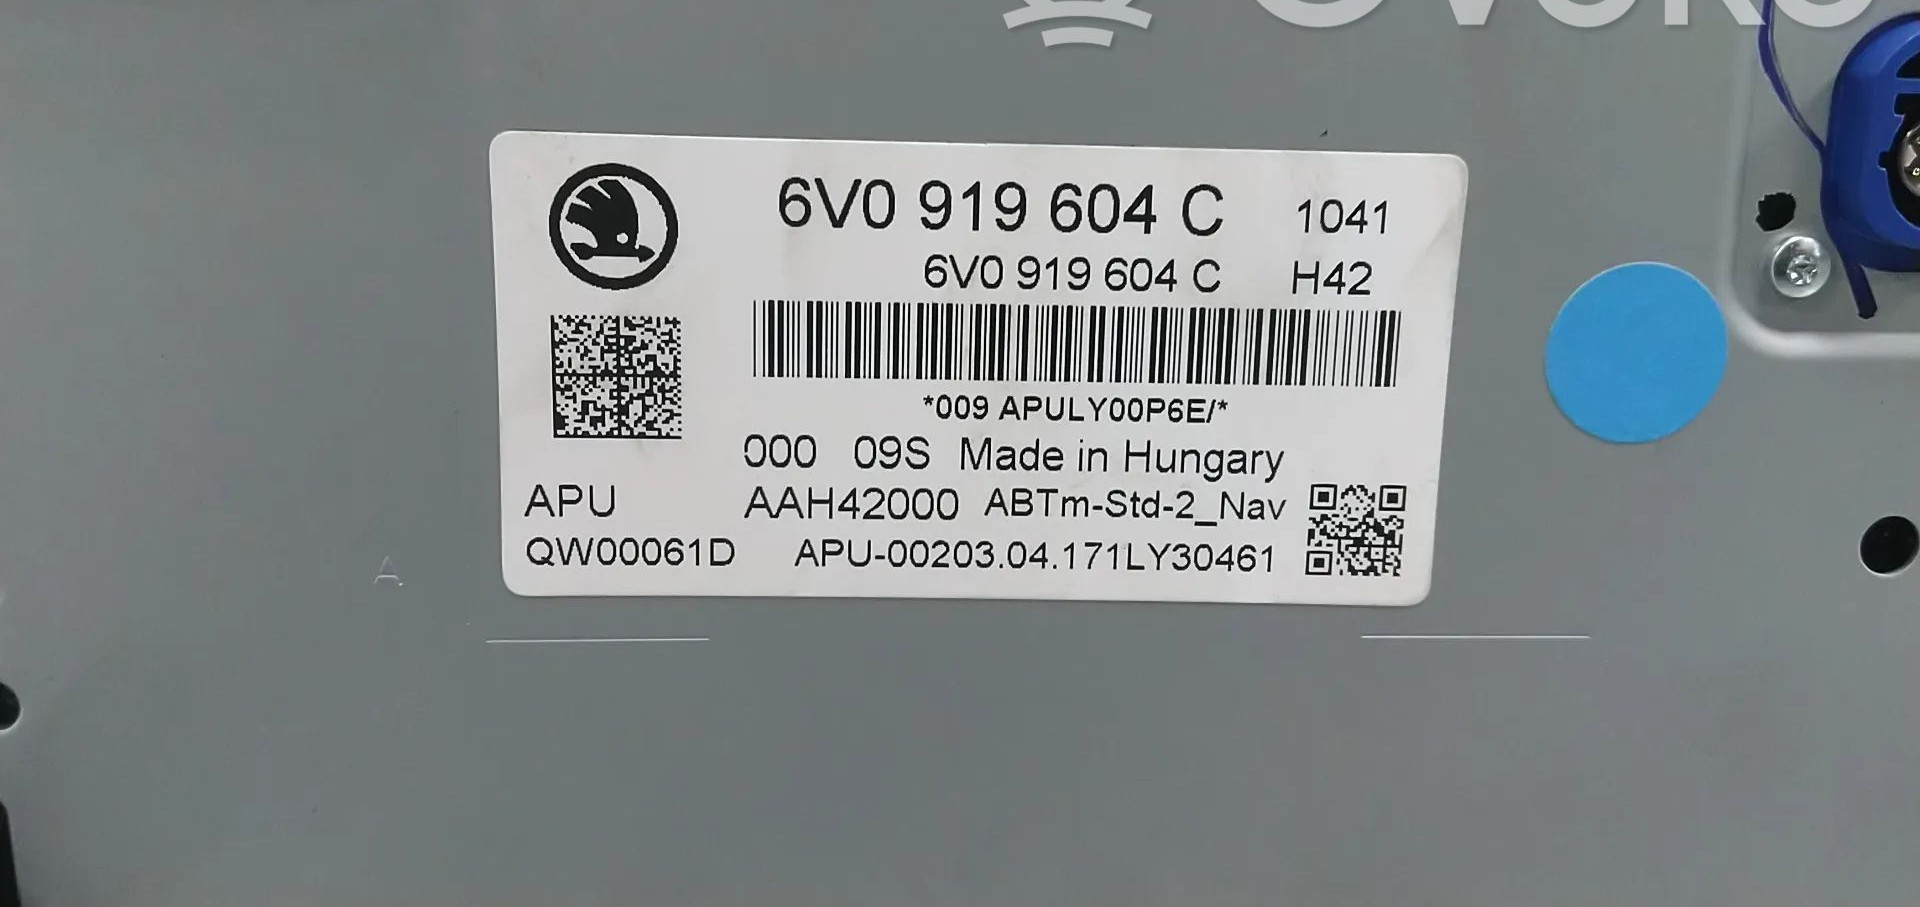 6V0 919 604 C 1041
6V0 919 604 C H42
*009 APULY00P6E/*
000 09S Made in Hungary
APU AAH42000 ABTm-Std-2_Nav
QW00061D APU-00203.04.171LY30461
A